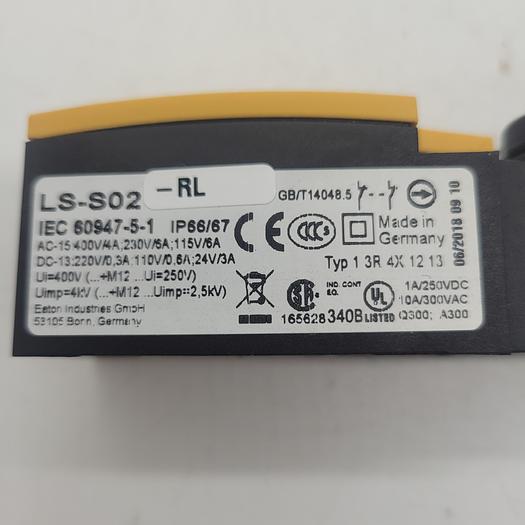 LS-S02 -RL GB/T14048.5
IEC 60947-5-1 IP66/67 CE CCC Made in
Germany
AC-15:400V/4A;230V/6A;115V/6A
DC-13:220V/0,3A 110V/0,6A; 24V/3A Typ 1 3R 4X 12 13
Ui=400V (...+M12 ...Ui=250V)
Uimp=4kV (...+M12 ...Uimp=2,5kV)
IND. CONT. EQ. 1A/250VDC
10A/300VAC
Eaton Industries GmbH
53105 Bonn, Germany
165628 340B LISTED Q300; A300
06/2018 09 10